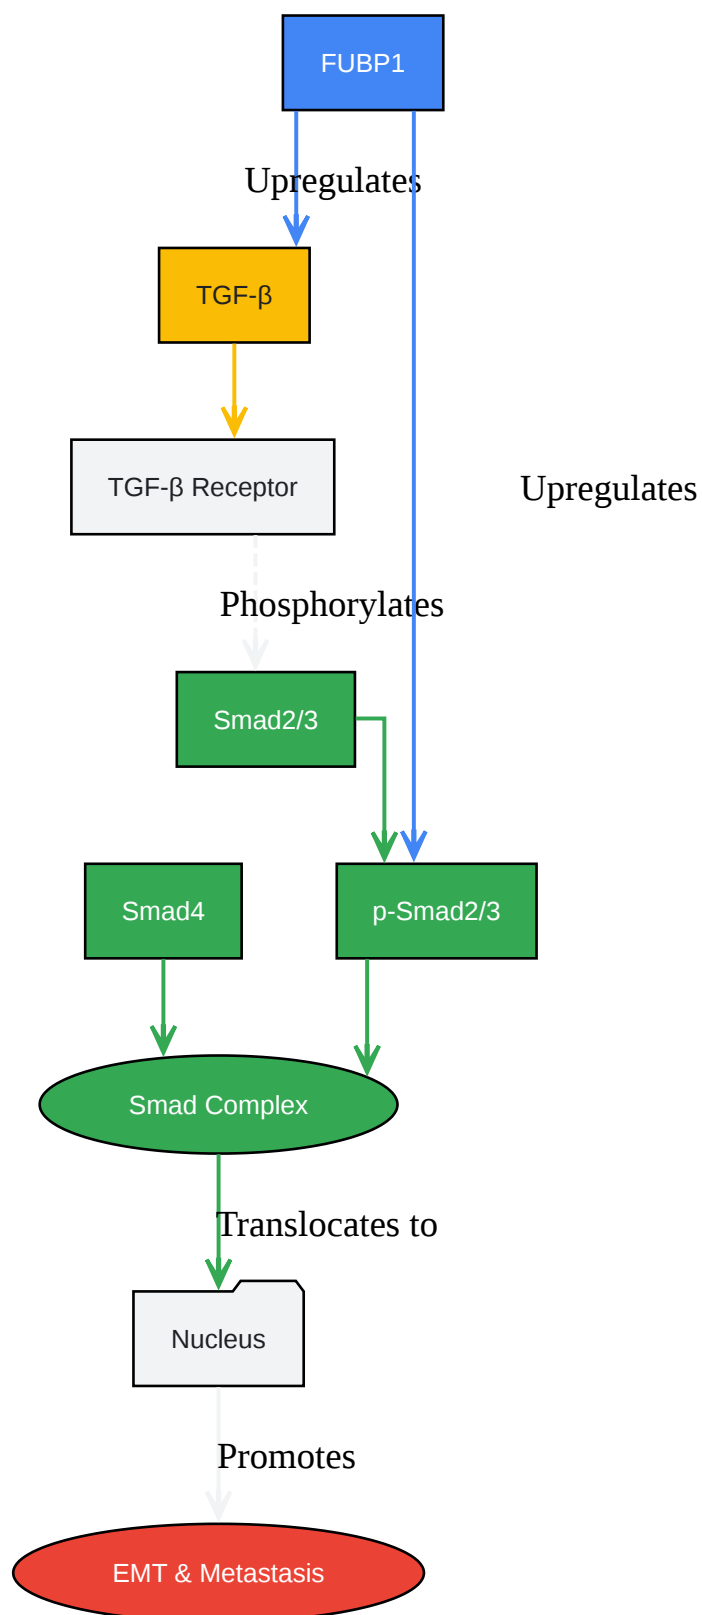 FUBP1
Upregulates
TGF-β
TGF-β Receptor
Upregulates
Phosphorylates
Smad2/3
Smad4
p-Smad2/3
Smad Complex
Translocates to
Nucleus
Promotes
EMT & Metastasis